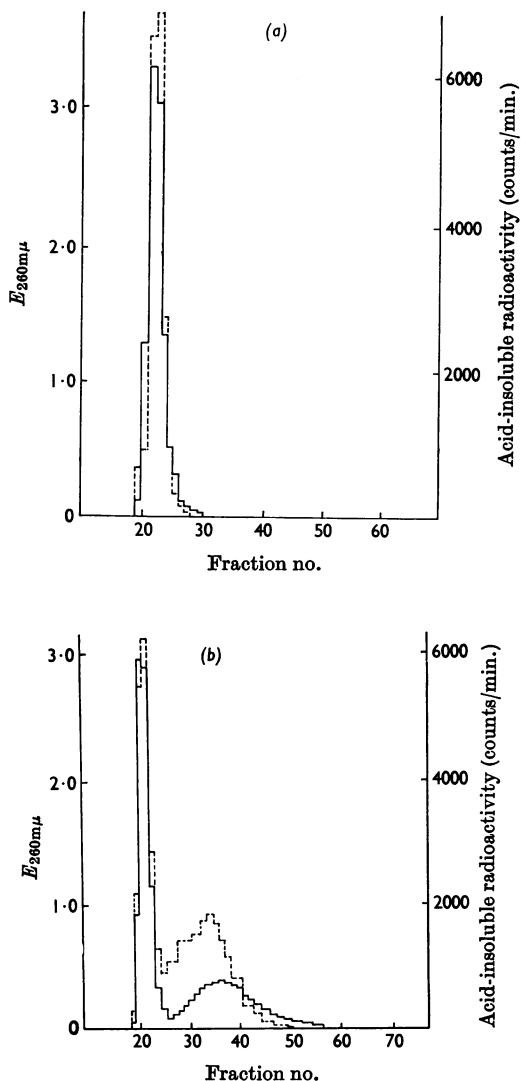 (a)
3·0
2·0
1·0
0
E260mµ
6000
4000
2000
Acid-insoluble radioactivity (counts/min.)
20 30 40 50 60
Fraction no.
(b)
3·0
2·0
1·0
0
E260mµ
6000
4000
2000
Acid-insoluble radioactivity (counts/min.)
20 30 40 50 60 70
Fraction no.